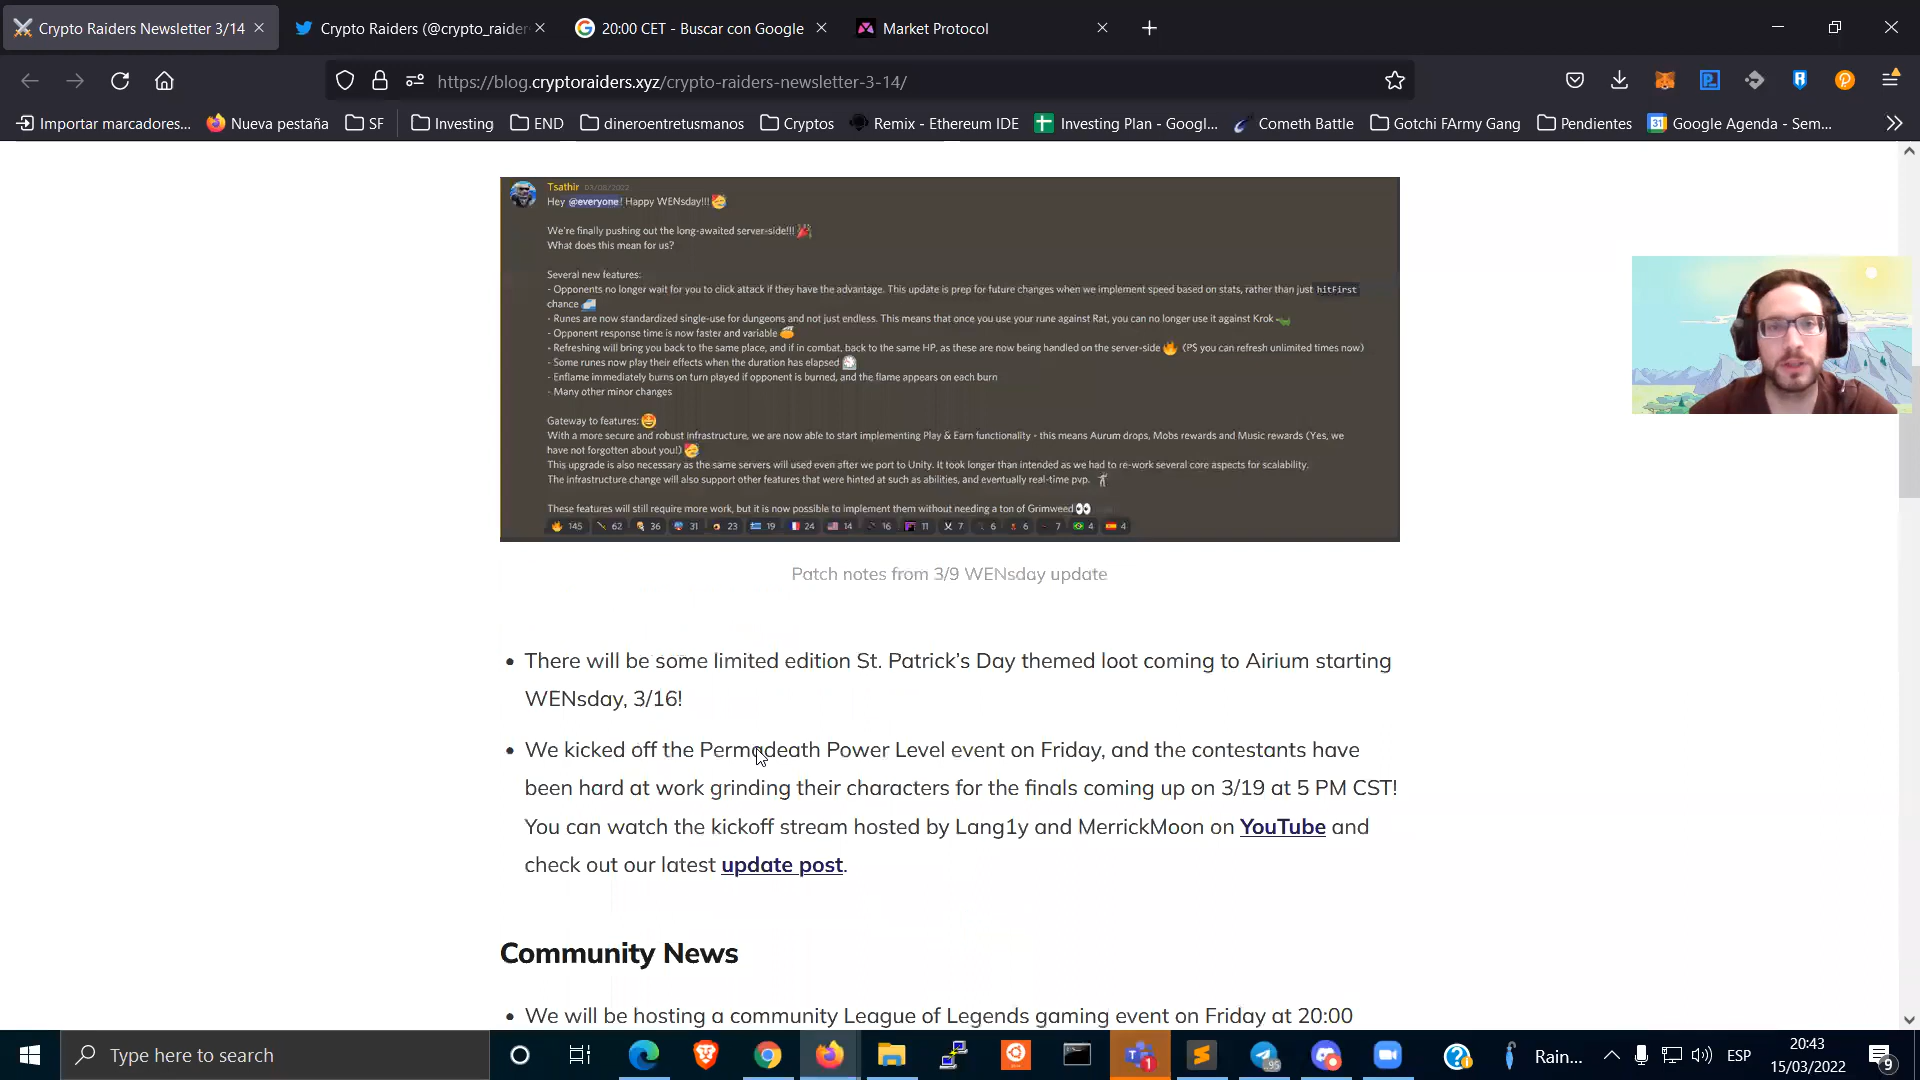 Crypto Raiders Newsletter 3/14
Crypto Raiders (@crypto_raider
20:00 CET - Buscar con Google
Market Protocol
https://blog.cryptoraiders.xyz/crypto-raiders-newsletter-3-14/
Importar marcadores...
Nueva pestaña
SF
Investing
END
dineroentretusmanos
Cryptos
Remix - Ethereum IDE
Investing Plan - Googl...
Cometh Battle
Gotchi FArmy Gang
Pendientes
Google Agenda - Sem...
Tsathir 03/08/2022
Hey @everyone! Happy WENsday!!!
We're finally pushing out the long-awaited server-side!!!
What does this mean for us?
Several new features:
- Opponents no longer wait for you to click attack if they have the advantage. This update is prep for future changes when we implement speed based on stats, rather than just hitFirst
chance
- Runes are now standardized single-use for dungeons and not just endless. This means that once you use your rune against Rat, you can no longer use it against Krok
- Opponent response time is now faster and variable
- Refreshing will bring you back to the same place, and if in combat, back to the same HP, as these are now being handled on the server-side (PS you can refresh unlimited times now)
- Some runes now play their effects when the duration has elapsed
- Enflame immediately burns on turn played if opponent is burned, and the flame appears on each burn
- Many other minor changes
Gateway to features:
With a more secure and robust infrastructure, we are now able to start implementing Play & Earn functionality - this means Aurum drops, Mobs rewards and Music rewards (Yes, we
have not forgotten about you!)
This upgrade is also necessary as the same servers will used even after we port to Unity. It took longer than intended as we had to re-work several core aspects for scalability.
The infrastructure change will also support other features that were hinted at such as abilities, and eventually real-time pvp.
These features will still require more work, but it is now possible to implement them without needing a ton of Grimweed
145 62 36 31 23 19 24 14 16 11 7 6 6 7 4 4
Patch notes from 3/9 WENsday update
• There will be some limited edition St. Patrick's Day themed loot coming to Airium starting
WENsday, 3/16!
• We kicked off the Permadeath Power Level event on Friday, and the contestants have
been hard at work grinding their characters for the finals coming up on 3/19 at 5 PM CST!
You can watch the kickoff stream hosted by Lang1y and MerrickMoon on YouTube and
check out our latest update post.
Community News
• We will be hosting a community League of Legends gaming event on Friday at 20:00
Type here to search
1
95
Rain...
ESP
20:43
15/03/2022
9